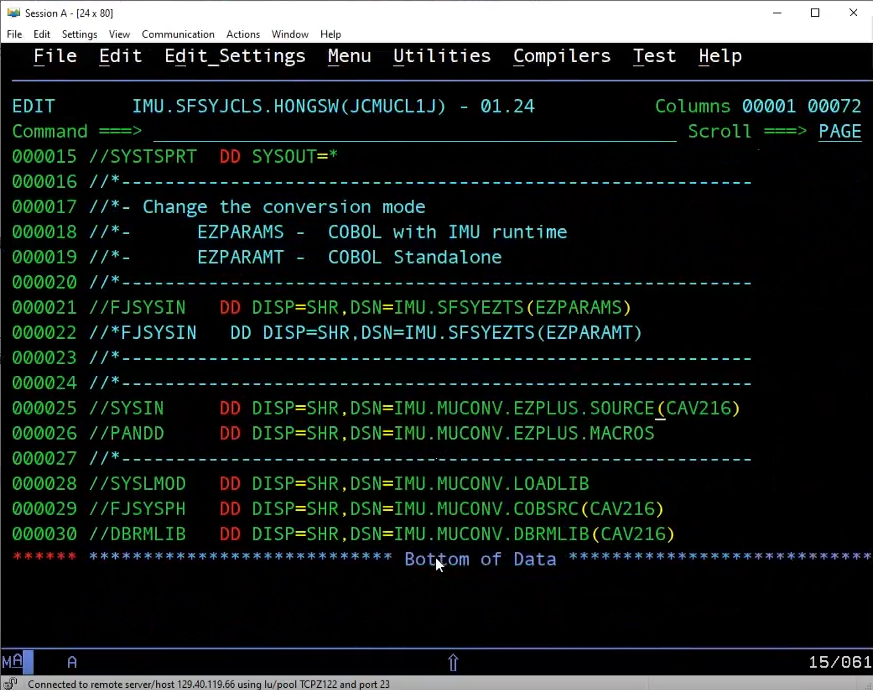 Session A - [24 x 80]
File Edit Settings View Communication Actions Window Help
File Edit Edit_Settings Menu Utilities Compilers Test Help
EDIT IMU.SFSYJCLS.HONGSW(JCMUCL1J) - 01.24 Columns 00001 00072
Command ===> Scroll ===> PAGE
000015 //SYSTSPRT DD SYSOUT=*
000016 //*----------------------------------------------------------
000017 //*- Change the conversion mode
000018 //*- EZPARAMS - COBOL with IMU runtime
000019 //*- EZPARAMT - COBOL Standalone
000020 //*----------------------------------------------------------
000021 //FJSYSIN DD DISP=SHR,DSN=IMU.SFSYEZTS(EZPARAMS)
000022 //*FJSYSIN DD DISP=SHR,DSN=IMU.SFSYEZTS(EZPARAMT)
000023 //*----------------------------------------------------------
000024 //*----------------------------------------------------------
000025 //SYSIN DD DISP=SHR,DSN=IMU.MUCONV.EZPLUS.SOURCE(CAV216)
000026 //PANDD DD DISP=SHR,DSN=IMU.MUCONV.EZPLUS.MACROS
000027 //*----------------------------------------------------------
000028 //SYSLMOD DD DISP=SHR,DSN=IMU.MUCONV.LOADLIB
000029 //FJSYSPH DD DISP=SHR,DSN=IMU.MUCONV.COBSRC(CAV216)
000030 //DBRMLIB DD DISP=SHR,DSN=IMU.MUCONV.DBRMLIB(CAV216)
****** **************************** Bottom of Data ****************************
MA A 15/061
Connected to remote server/host 129.40.119.66 using lu/pool TCPZ122 and port 23